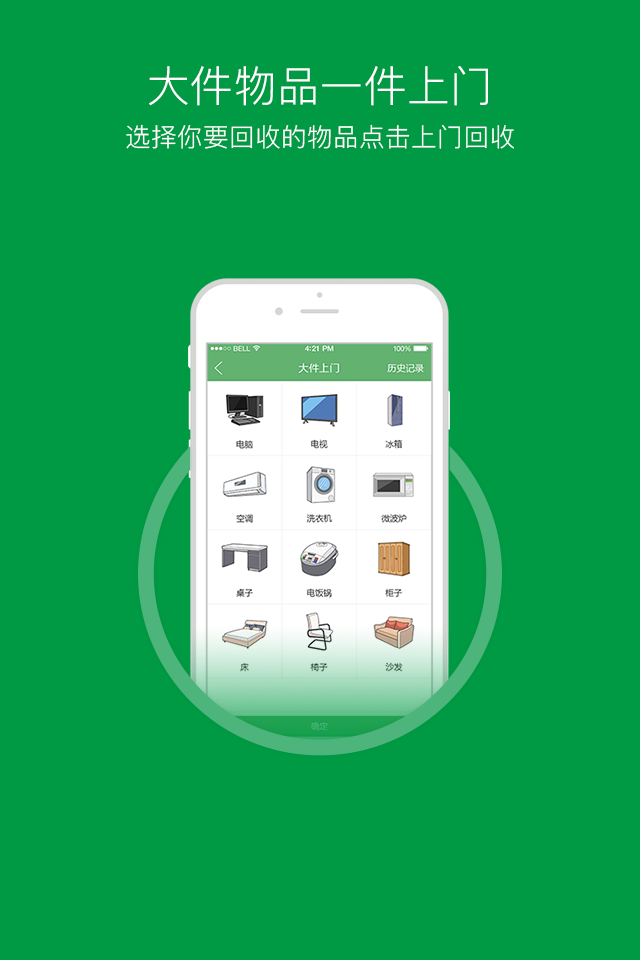 大件物品一件上门
选择你要回收的物品点击上门回收
BELL 4:21 PM 100%
大件上门 历史记录
电脑 电视 冰箱
空调 洗衣机 微波炉
桌子 电饭锅 柜子
床 椅子 沙发
确定